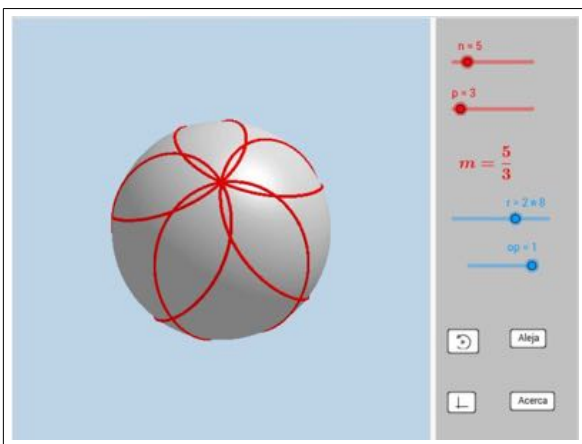 n = 5
p = 3
m = 5/3
r = 2*8
op = 1
Aleja
Acerca